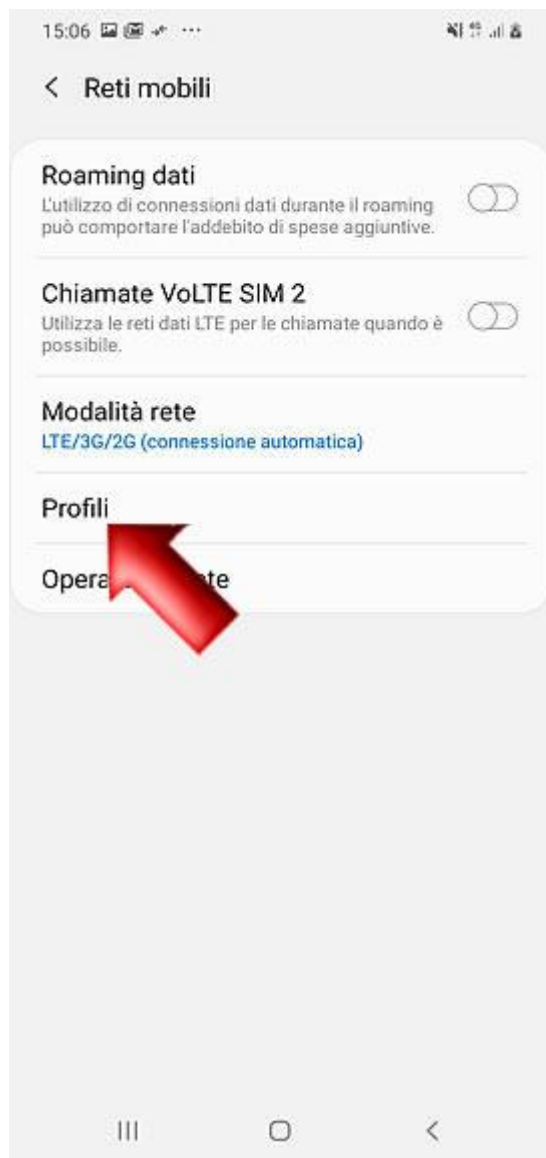 15:06
Reti mobili
Roaming dati
L'utilizzo di connessioni dati durante il roaming
può comportare l'addebito di spese aggiuntive.
Chiamate VoLTE SIM 2
Utilizza le reti dati LTE per le chiamate quando è
possibile.
Modalità rete
LTE/3G/2G (connessione automatica)
Profili